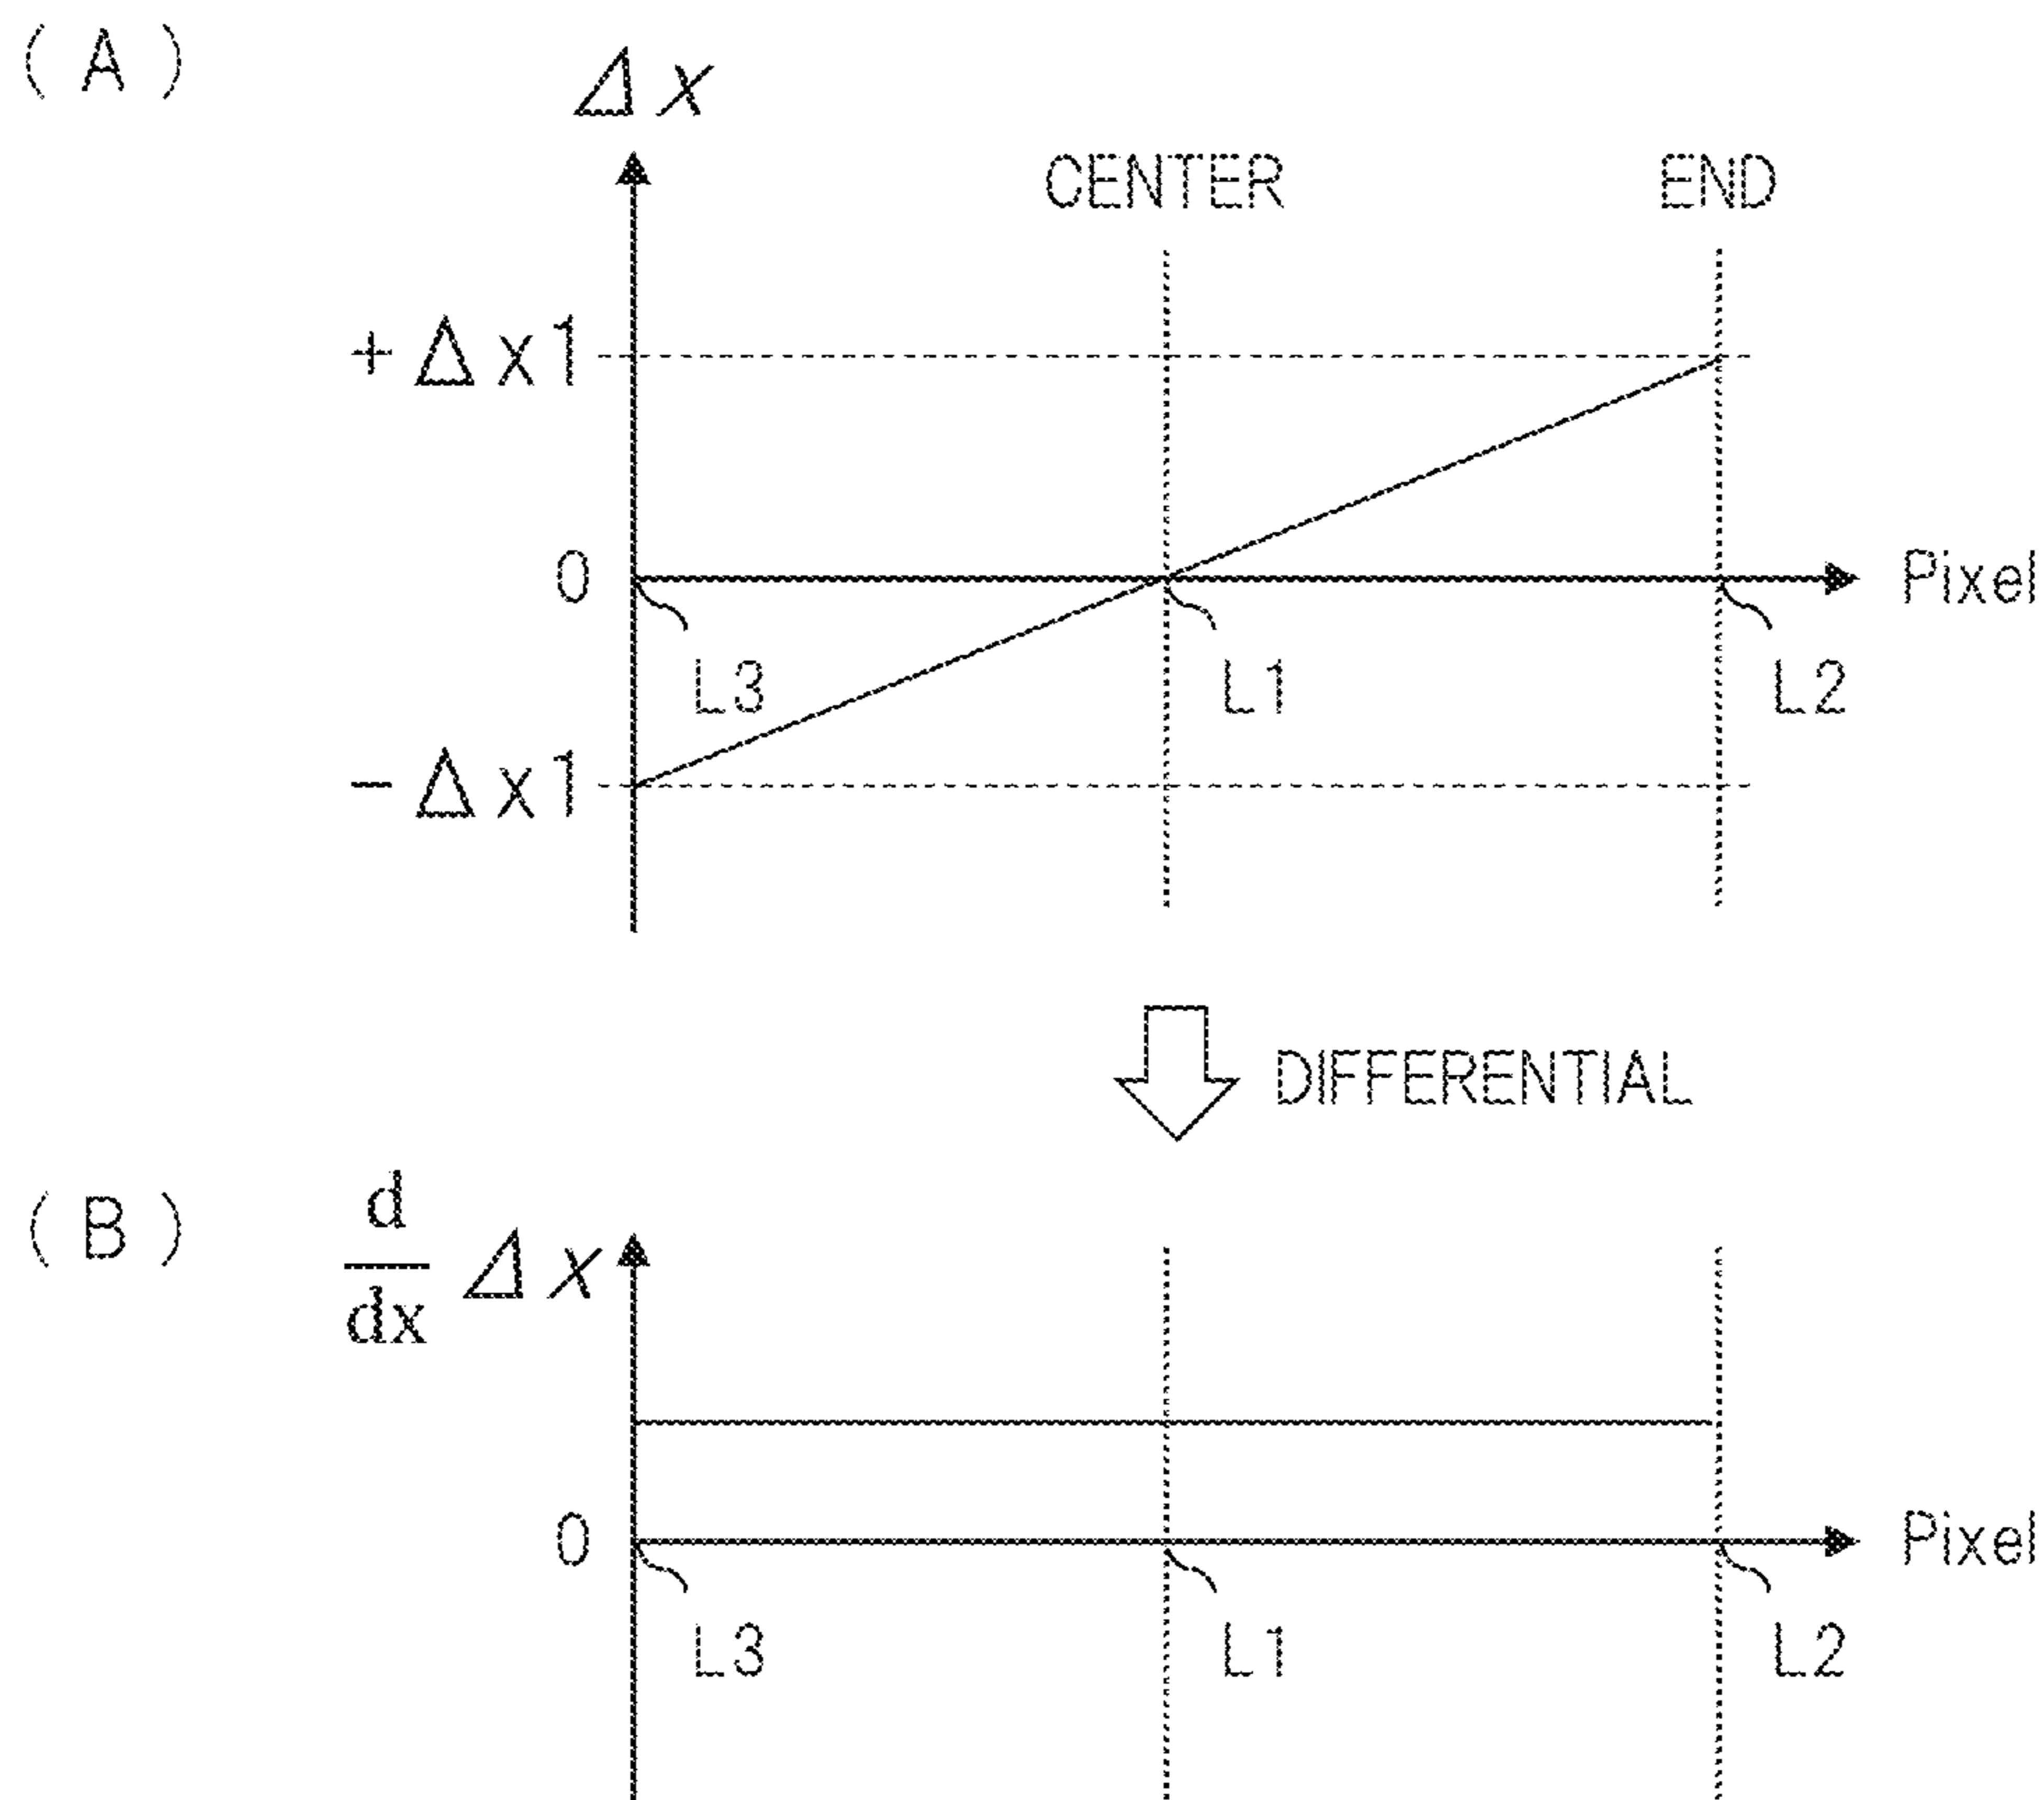 (A)
Δx
CENTER END
+Δx1
0 Pixel
L3 L1 L2
-Δx1
DIFFERENTIAL
(B)
d
dx
Δx
0 Pixel
L3 L1 L2